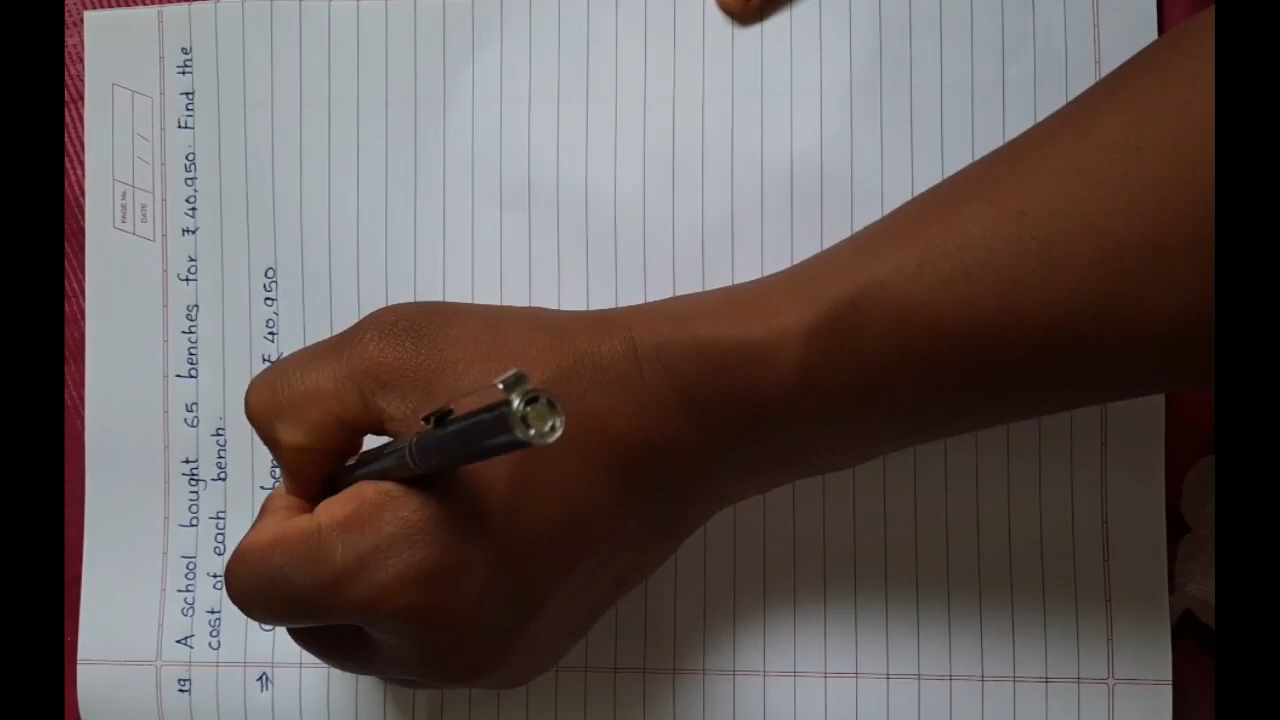 PAGE No.
DATE / /
19. A school bought 65 benches for ₹ 40,950. Find the
cost of each bench.
⇒ ₹ 40,950